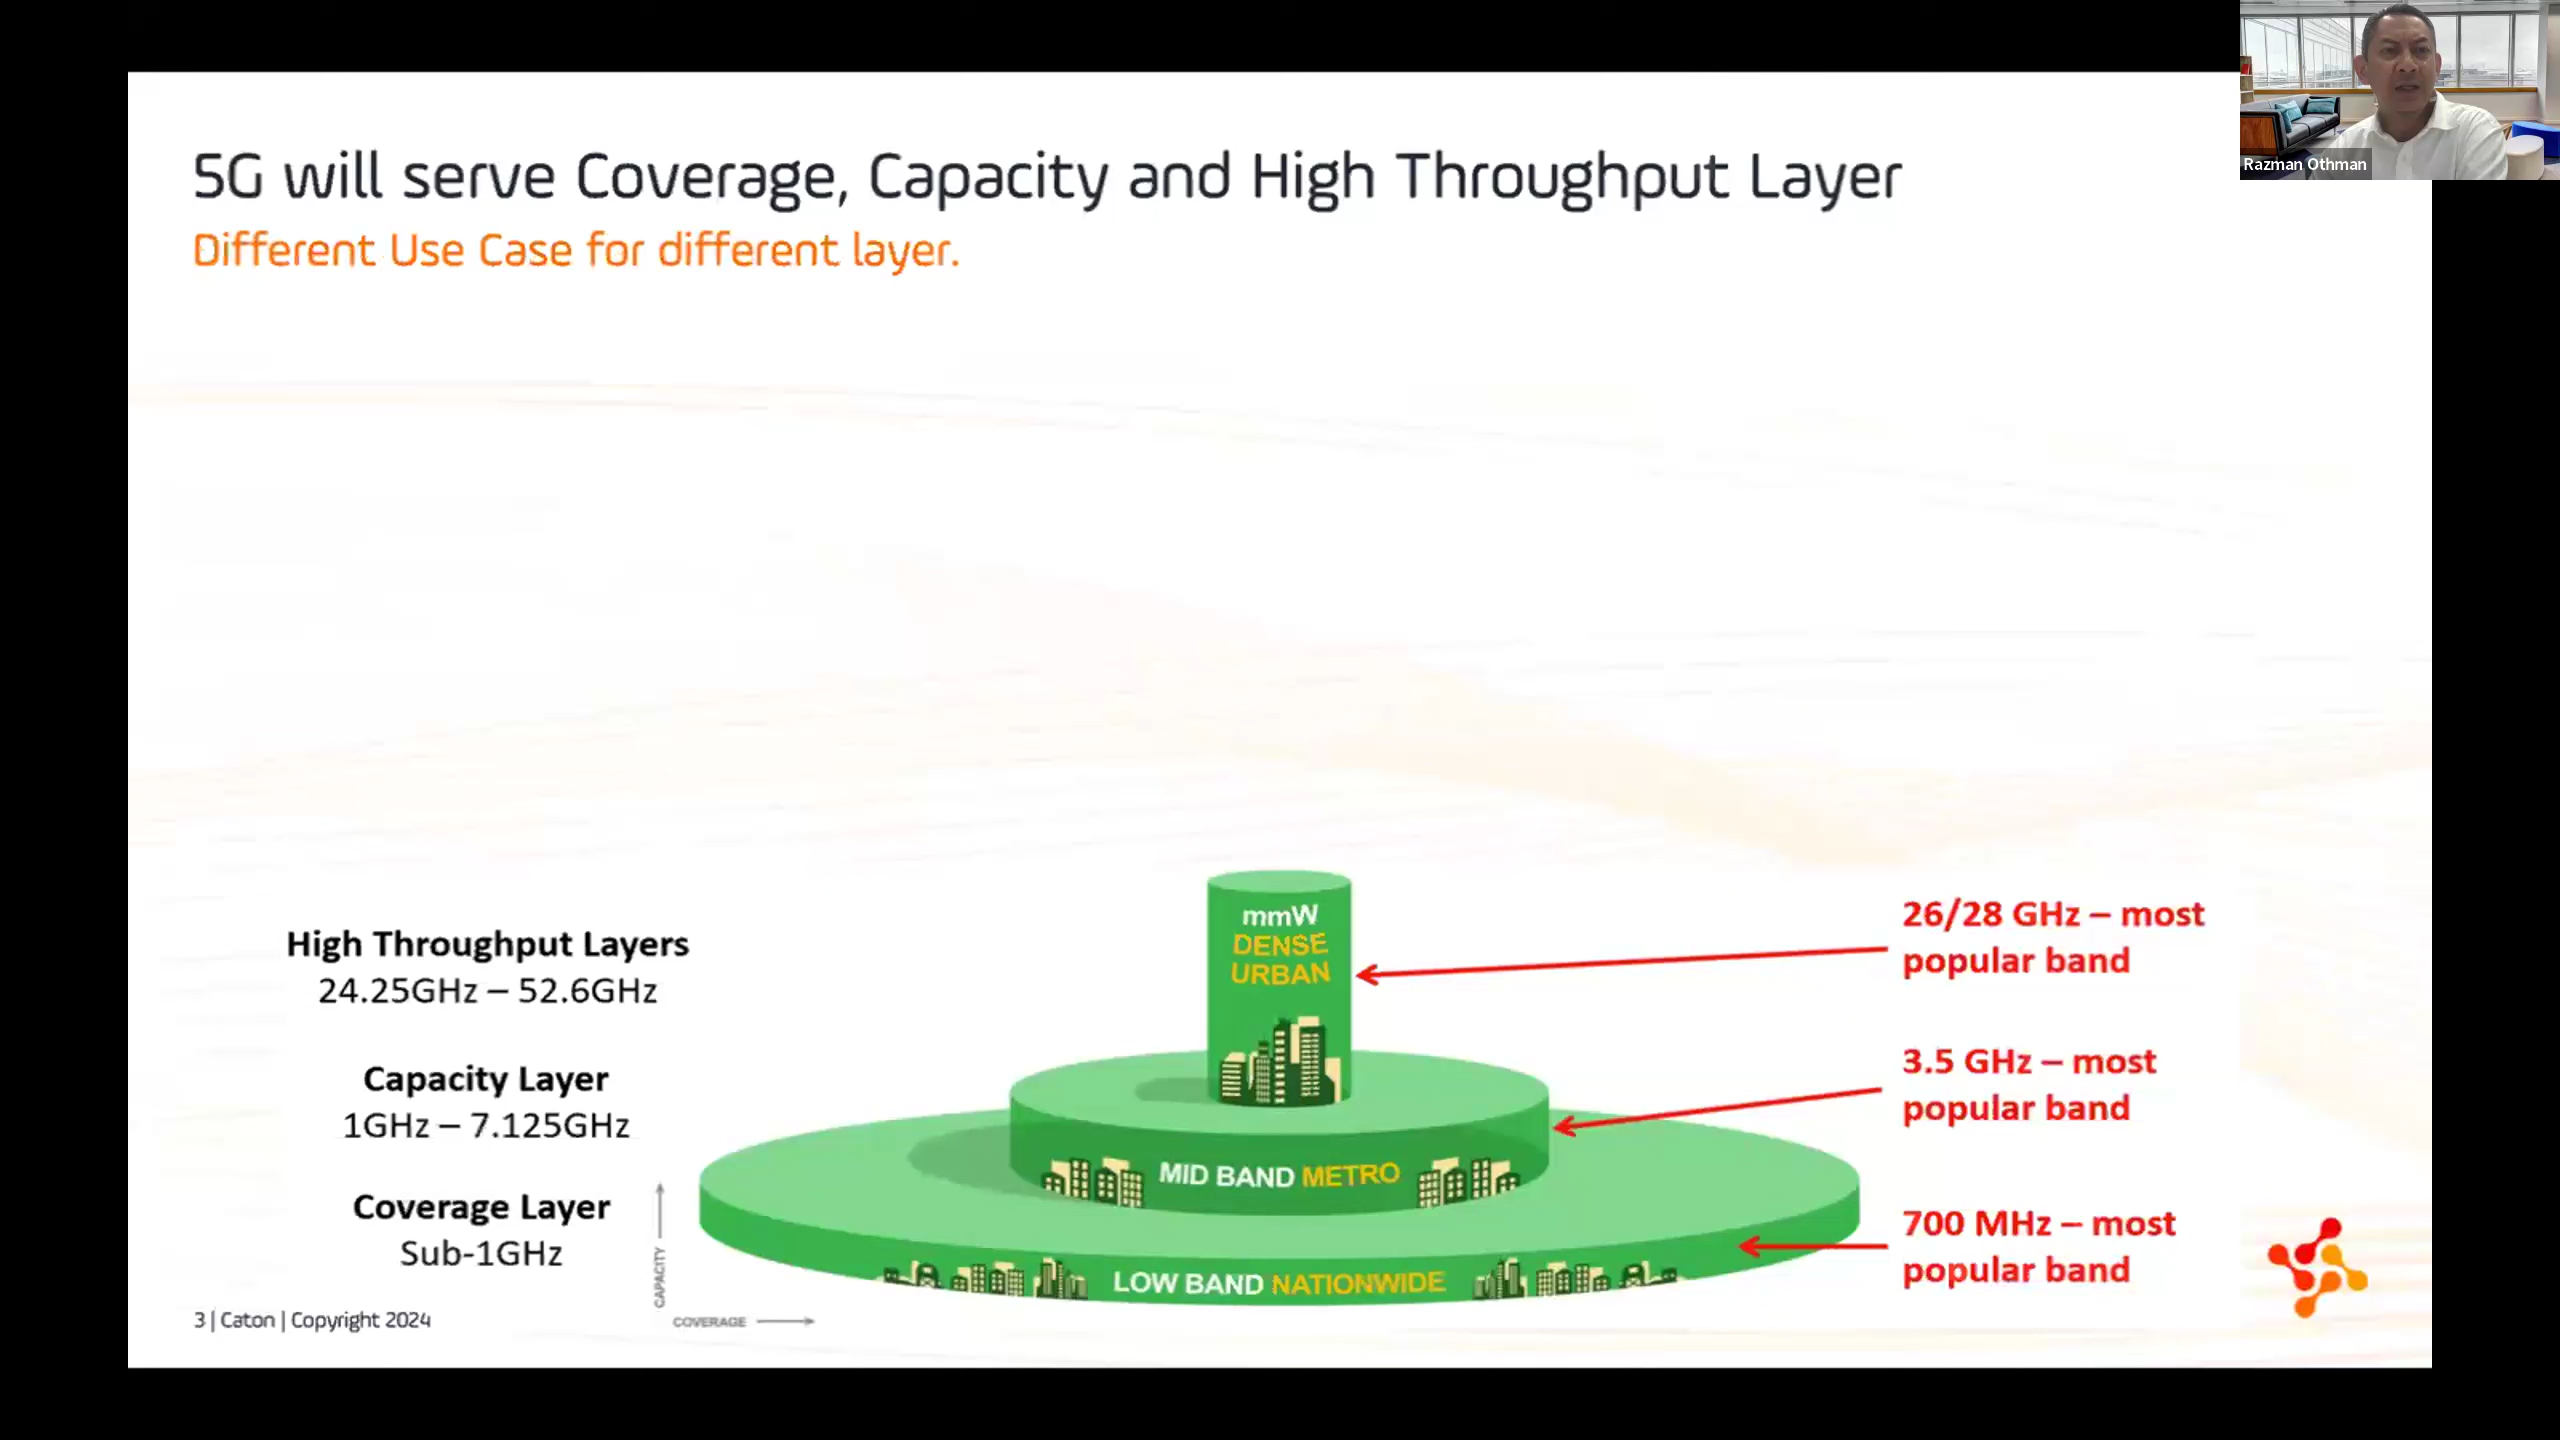 Razman Othman
5G will serve Coverage, Capacity and High Throughput Layer
Different Use Case for different layer.
High Throughput Layers
24.25GHz – 52.6GHz
Capacity Layer
1GHz – 7.125GHz
Coverage Layer
Sub-1GHz
CAPACITY
COVERAGE
mmW
DENSE
URBAN
MID BAND METRO
LOW BAND NATIONWIDE
26/28 GHz – most
popular band
3.5 GHz – most
popular band
700 MHz – most
popular band
3 | Caton | Copyright 2024